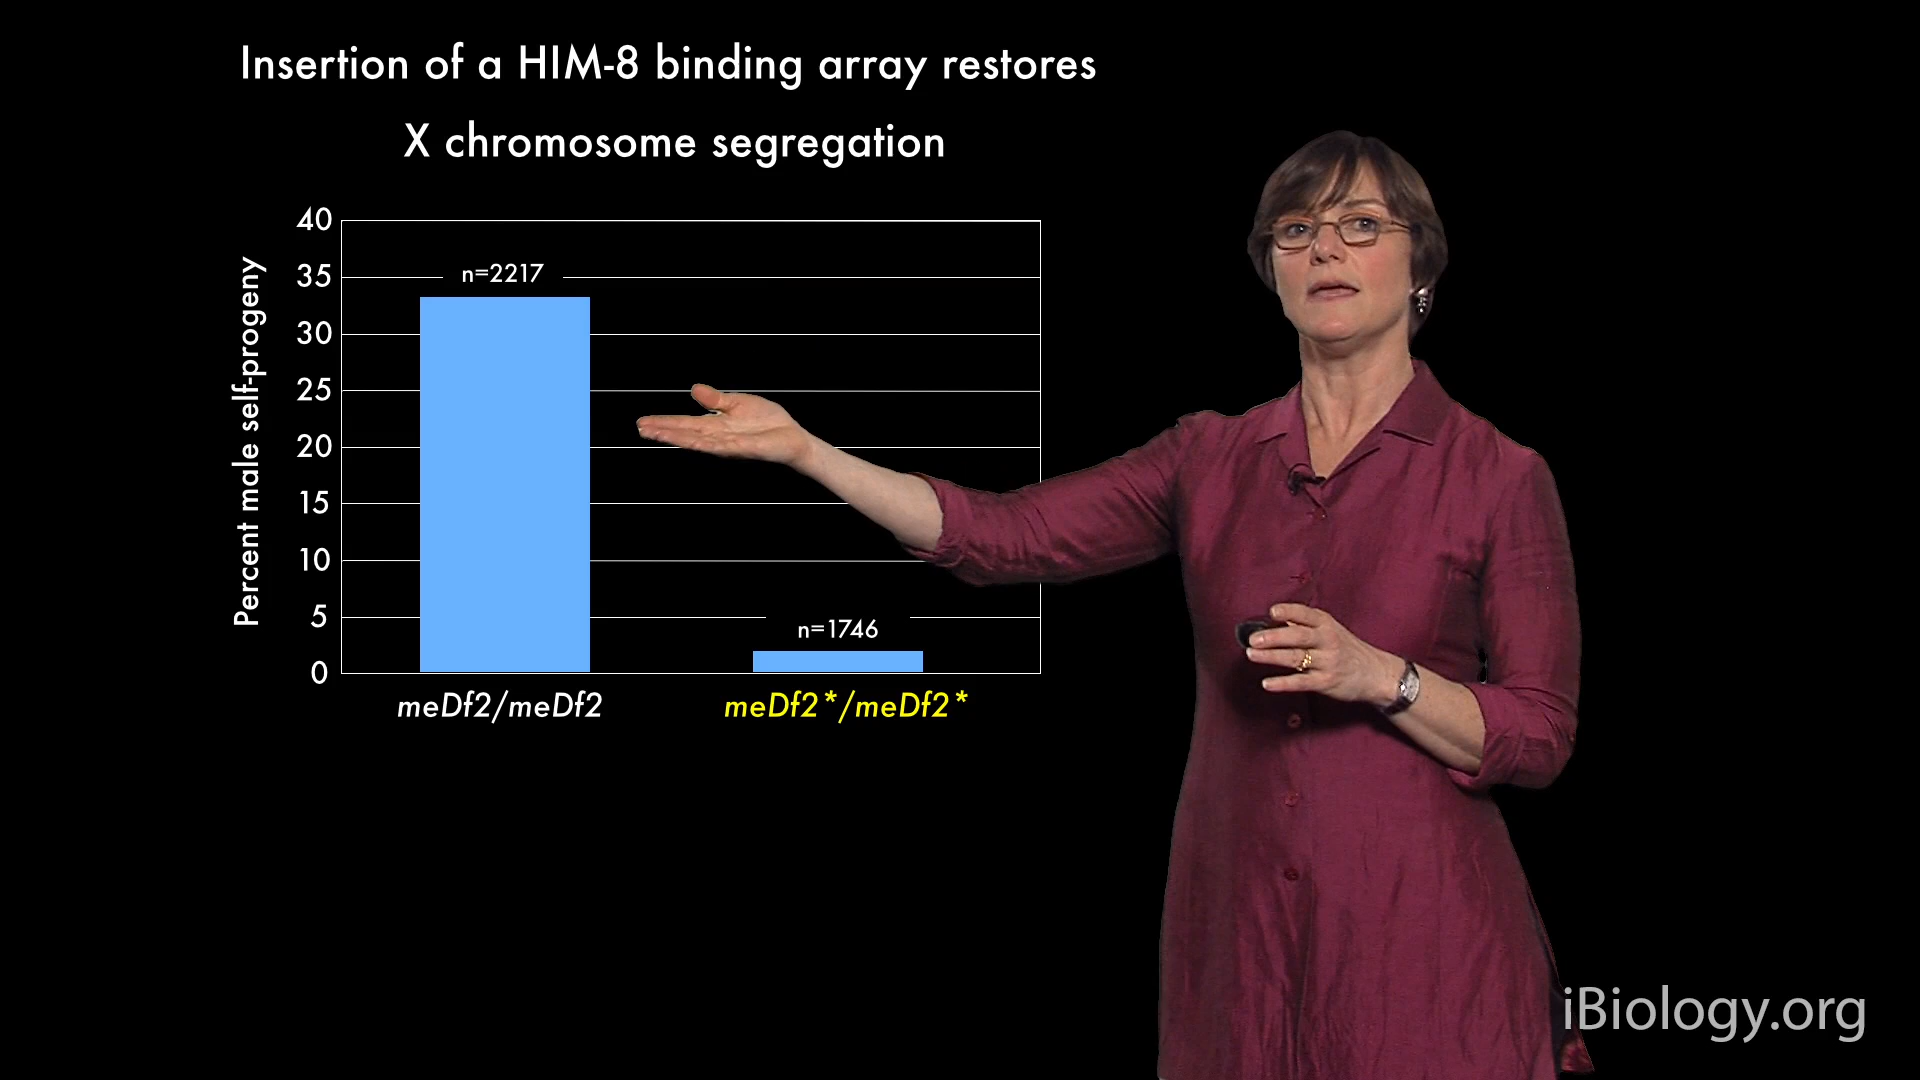 Insertion of a HIM-8 binding array restores
X chromosome segregation
Percent male self-progeny
40
35
30
25
20
15
10
5
0
n=2217
n=1746
meDf2/meDf2
meDf2*/meDf2*
iBiology.org